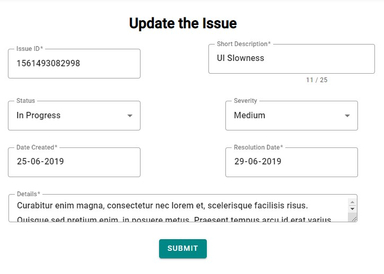 Update the Issue
Issue ID*
1561493082998
Short Description*
UI Slowness
11 / 25
Status
In Progress
Severity
Medium
Date Created*
25-06-2019
Resolution Date*
29-06-2019
Details*
Curabitur enim magna, consectetur nec lorem et, scelerisque facilisis risus.
Quisque sed pretium enim, in posuere metus. Praesent tempus arcu id erat varius
SUBMIT